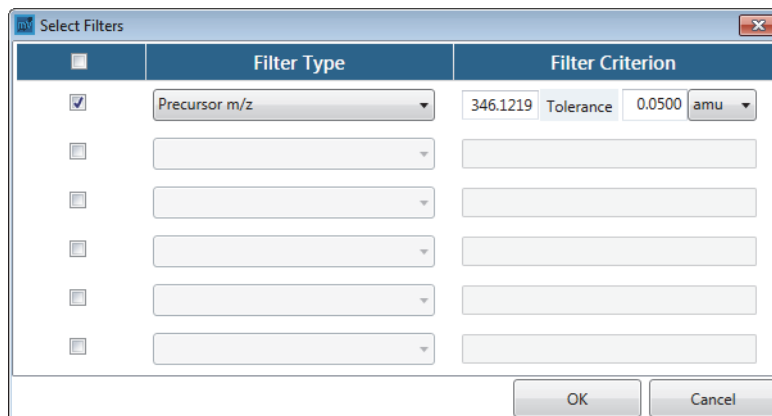 Select Filters
Filter Type Filter Criterion
Precursor m/z 346.1219 Tolerance 0.0500 amu
OK Cancel